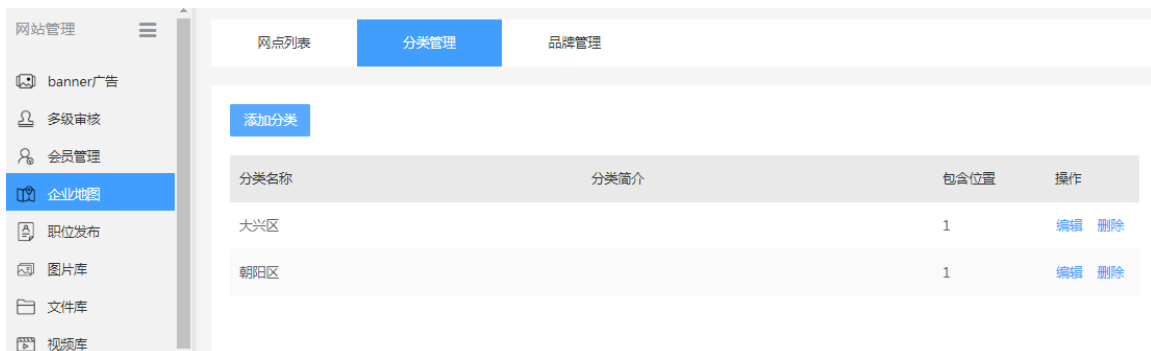 网站管理
banner广告
多级审核
会员管理
企业地图
职位发布
图片库
文件库
视频库
网点列表 分类管理 品牌管理
添加分类
分类名称 分类简介 包含位置 操作
大兴区 1 编辑 删除
朝阳区 1 编辑 删除